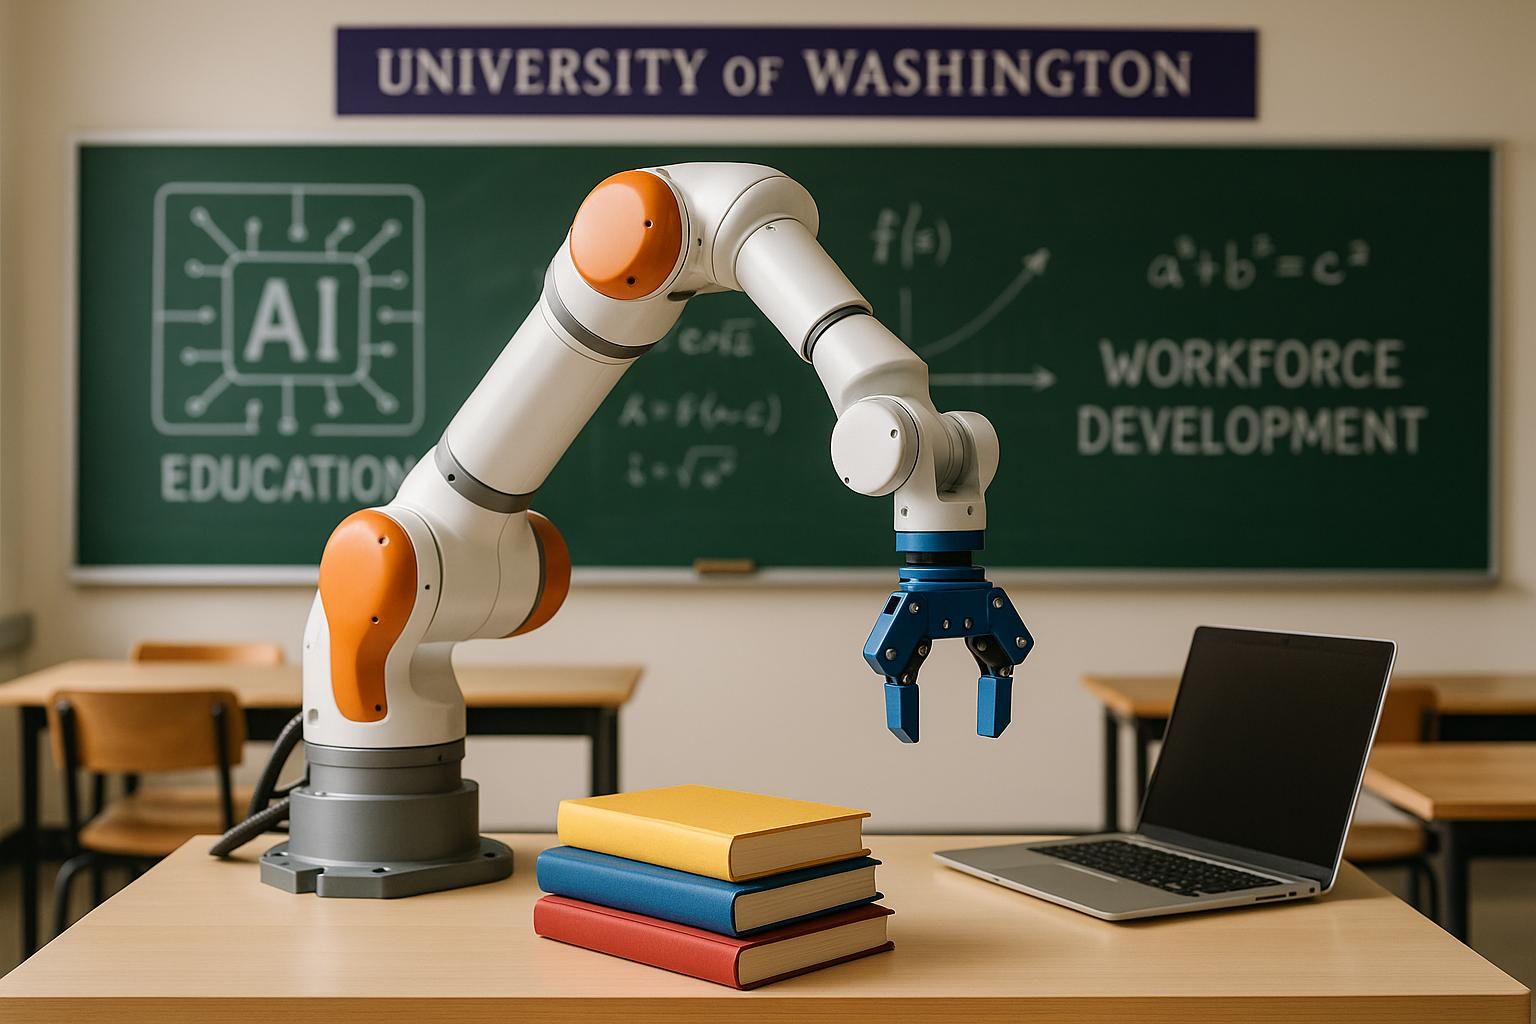 UNIVERSITY OF WASHINGTON
AI
EDUCATION
f(x)
a²+b²=c²
WORKFORCE
DEVELOPMENT